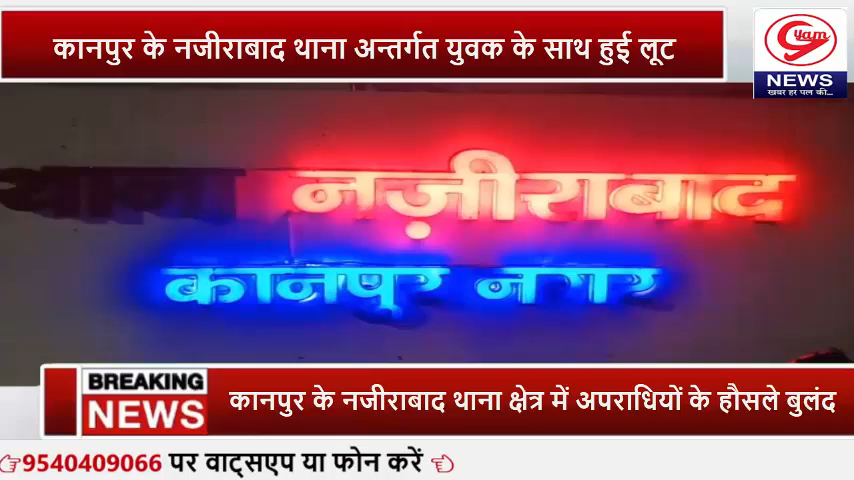 कानपुर के नजीराबाद थाना अन्तर्गत युवक के साथ हुई लूट
Gyam
NEWS
खबर हर पल की...
थाना नज़ीराबाद
कानपुर नगर
BREAKING
NEWS
कानपुर के नजीराबाद थाना क्षेत्र में अपराधियों के हौसले बुलंद
9540409066 पर वाट्सएप या फोन करें